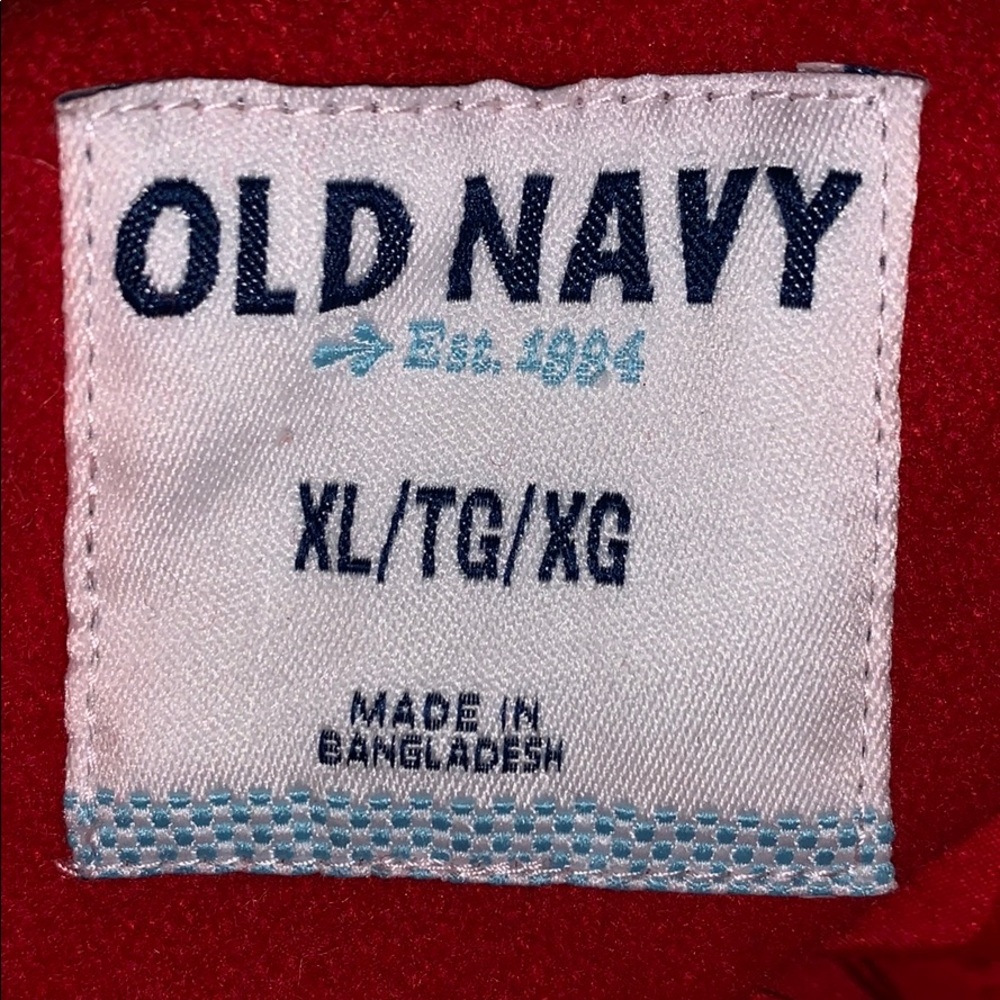 OLD NAVY
Est. 1994
XL/TG/XG
MADE IN
BANGLADESH